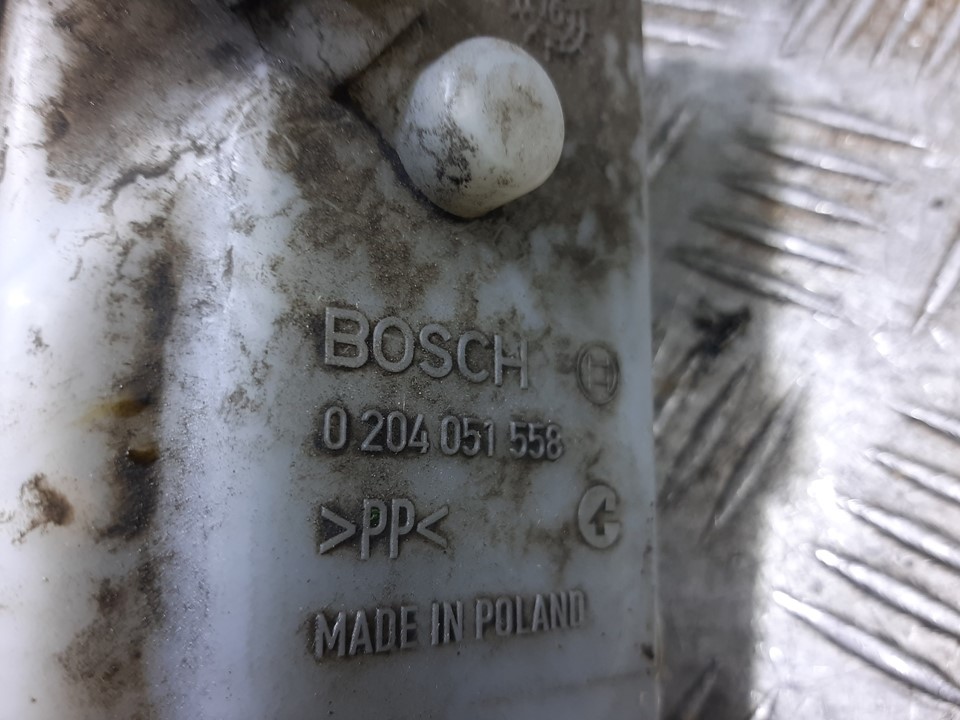 BOSCH
0 204 051 558
>PP<
MADE IN POLAND